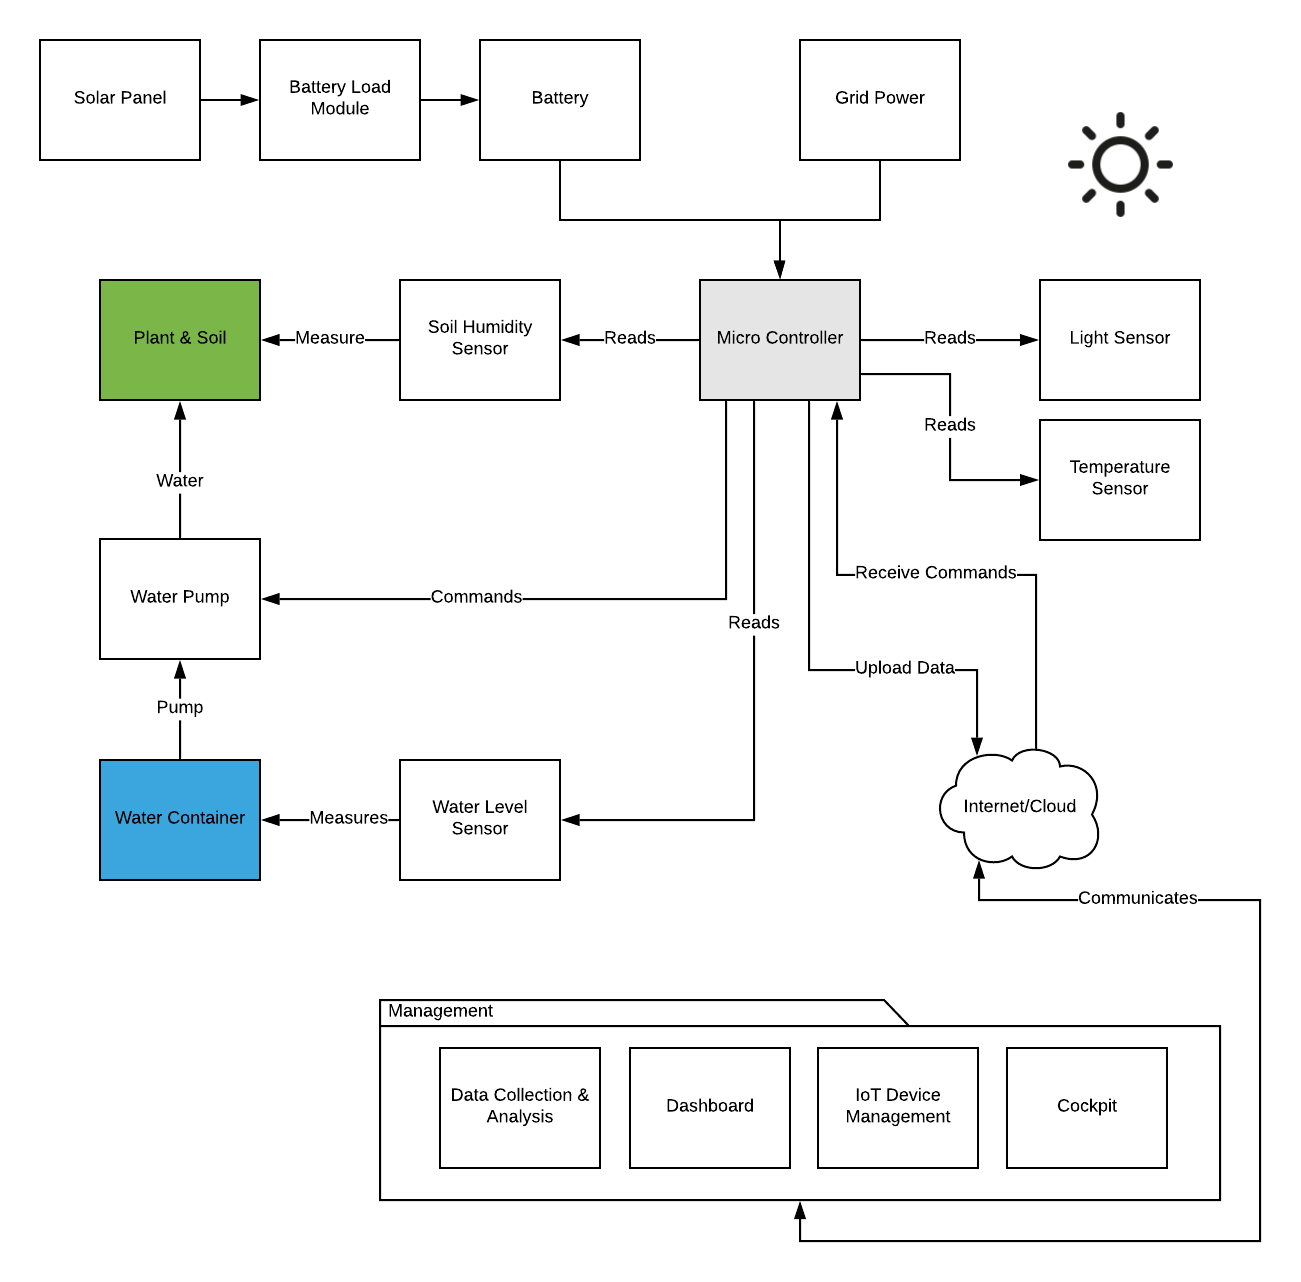 Solar Panel
Battery Load
Module
Battery
Grid Power
Plant & Soil
Measure
Soil Humidity
Sensor
Reads
Micro Controller
Reads
Light Sensor
Reads
Temperature
Sensor
Water
Receive Commands
Water Pump
Commands
Reads
Upload Data
Pump
Water Container
Measures
Water Level
Sensor
Internet/Cloud
Communicates
Management
Data Collection &
Analysis
Dashboard
IoT Device
Management
Cockpit